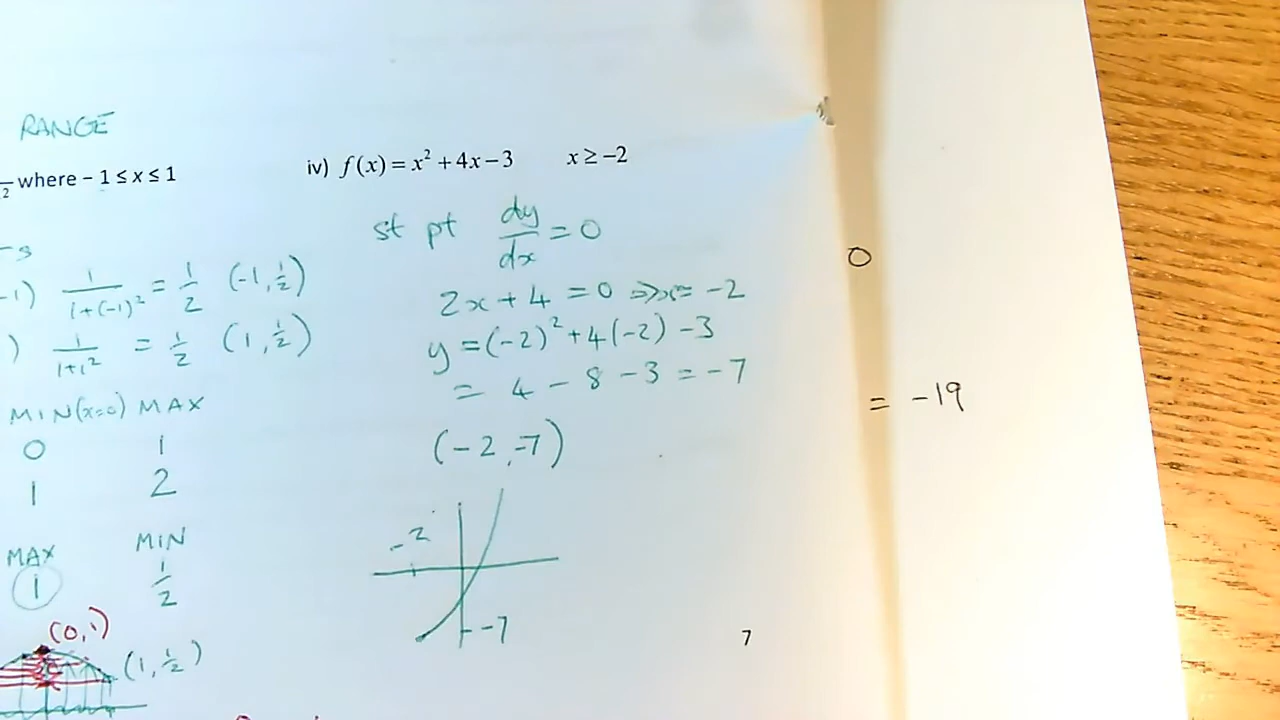 RANGE
2 where – 1 ≤ x ≤ 1
-1) 1/(1+(-1)²) = 1/2 (-1, 1/2)
) 1/(1+1²) = 1/2 (1, 1/2)
MIN(x=0) MAX
0 1
1 2
MAX MIN
1 1/2
(0,1)
(1, 1/2)
iv) f(x) = x² + 4x – 3 x ≥ –2
st pt dy/dx = 0
2x + 4 = 0 ⇒ x = -2
y = (-2)² + 4(-2) -3
= 4 - 8 - 3 = -7
(-2, -7)
-2
-7
7
0
= -19